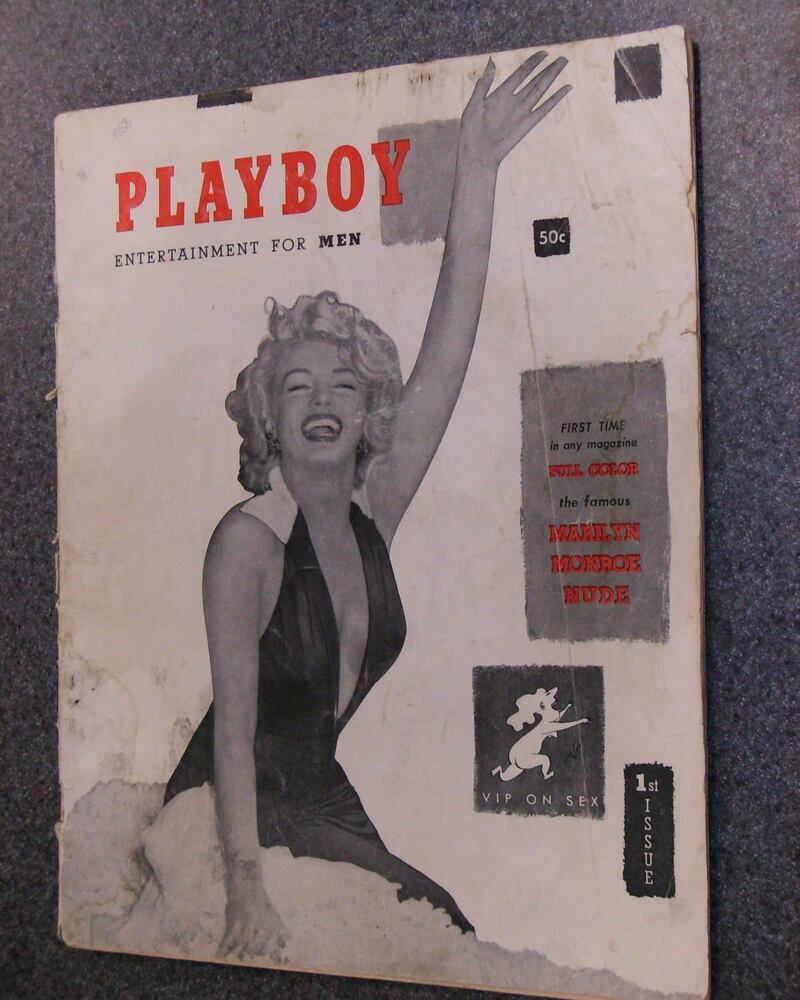 PLAYBOY
ENTERTAINMENT FOR MEN
50c
FIRST TIME
in any magazine
FULL COLOR
the famous
MARILYN
MONROE
NUDE
VIP ON SEX
1st
ISSUE